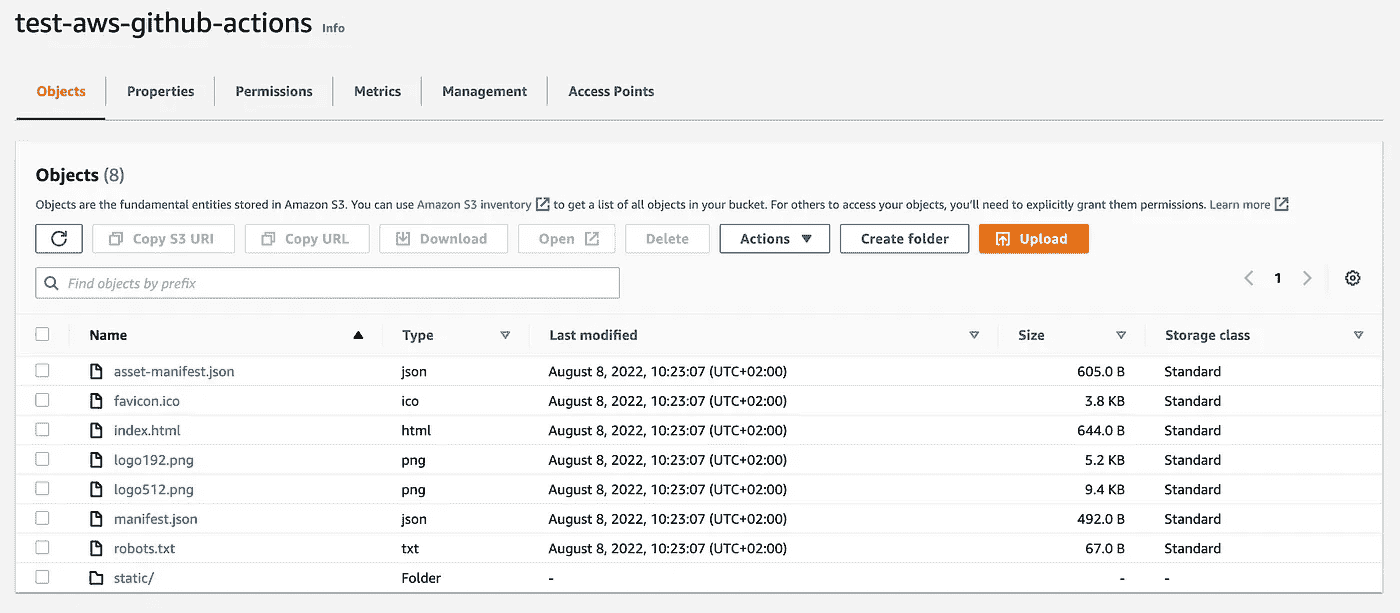 test-aws-github-actions Info
Objects Properties Permissions Metrics Management Access Points
Objects (8)
Objects are the fundamental entities stored in Amazon S3. You can use Amazon S3 inventory to get a list of all objects in your bucket. For others to access your objects, you'll need to explicitly grant them permissions. Learn more
Copy S3 URI Copy URL Download Open Delete Actions Create folder Upload
Find objects by prefix 1
Name Type Last modified Size Storage class
asset-manifest.json json August 8, 2022, 10:23:07 (UTC+02:00) 605.0 B Standard
favicon.ico ico August 8, 2022, 10:23:07 (UTC+02:00) 3.8 KB Standard
index.html html August 8, 2022, 10:23:07 (UTC+02:00) 644.0 B Standard
logo192.png png August 8, 2022, 10:23:07 (UTC+02:00) 5.2 KB Standard
logo512.png png August 8, 2022, 10:23:07 (UTC+02:00) 9.4 KB Standard
manifest.json json August 8, 2022, 10:23:07 (UTC+02:00) 492.0 B Standard
robots.txt txt August 8, 2022, 10:23:07 (UTC+02:00) 67.0 B Standard
static/ Folder - - -